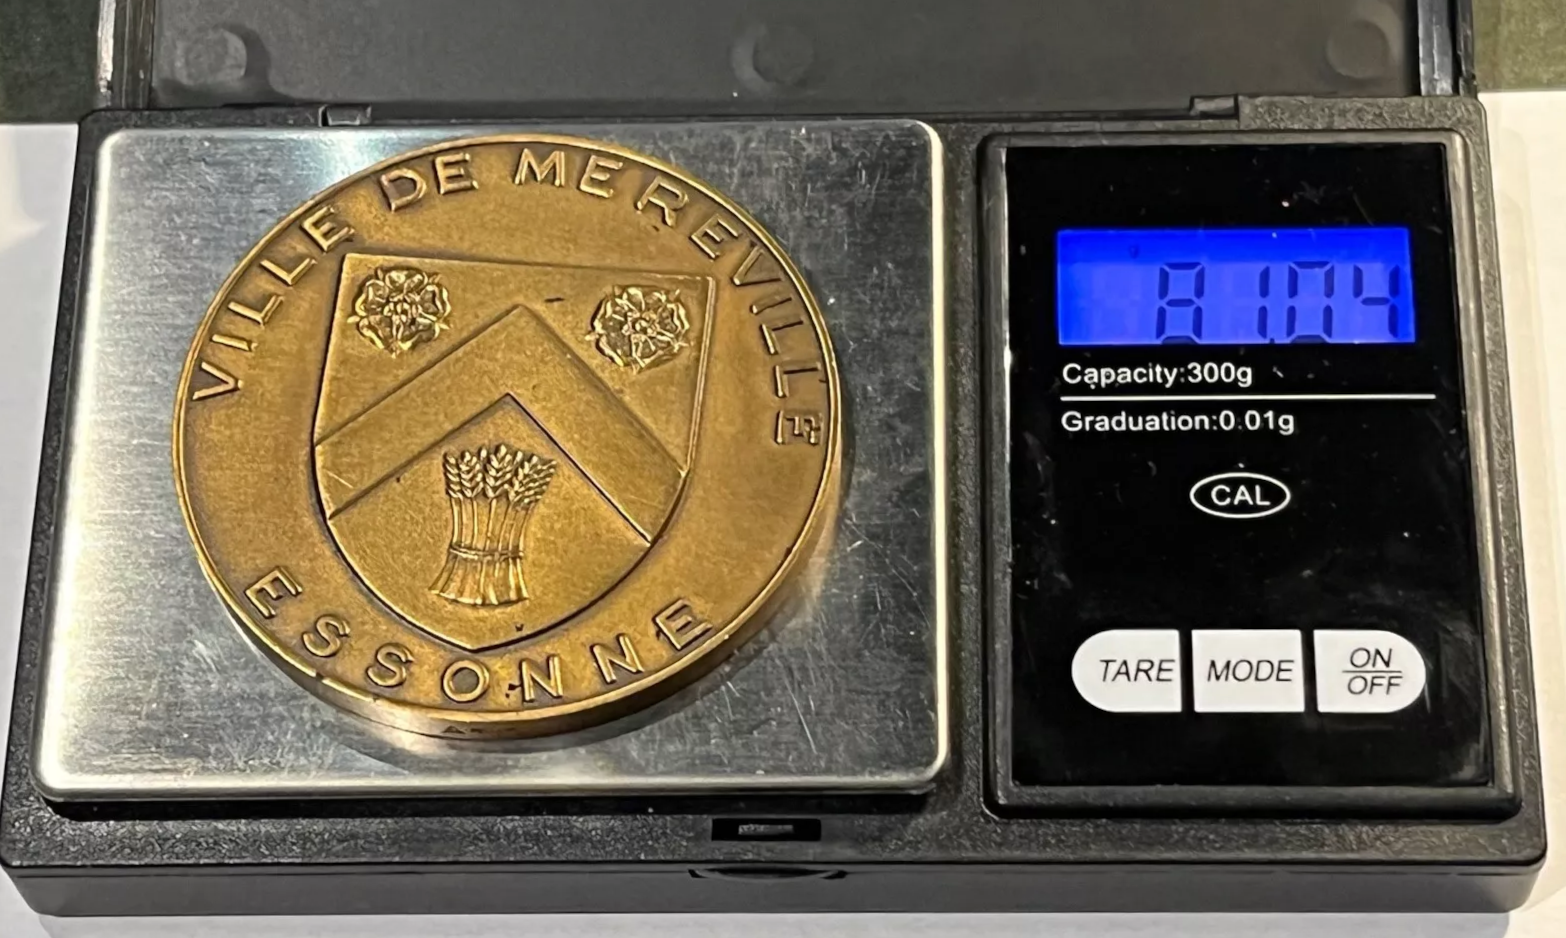 VILLE DE MEREVILLE
ESSONNE
81.04
Capacity:300g
Graduation:0.01g
CAL
TARE
MODE
ON
OFF